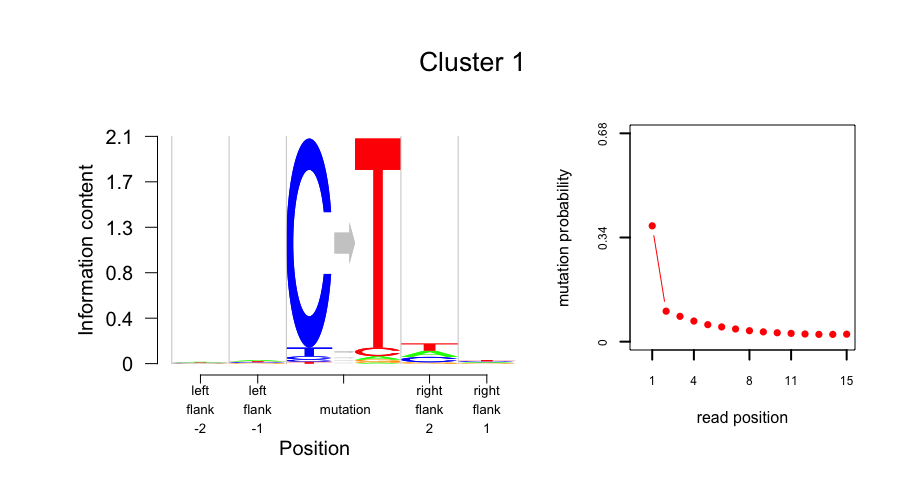 Cluster 1
Information content
2.1
1.7
1.3
0.8
0.4
0
C T
left flank -2
left flank -1
mutation
right flank 2
right flank 1
Position
mutation probability
0.68
0.34
0
1 4 8 11 15
read position